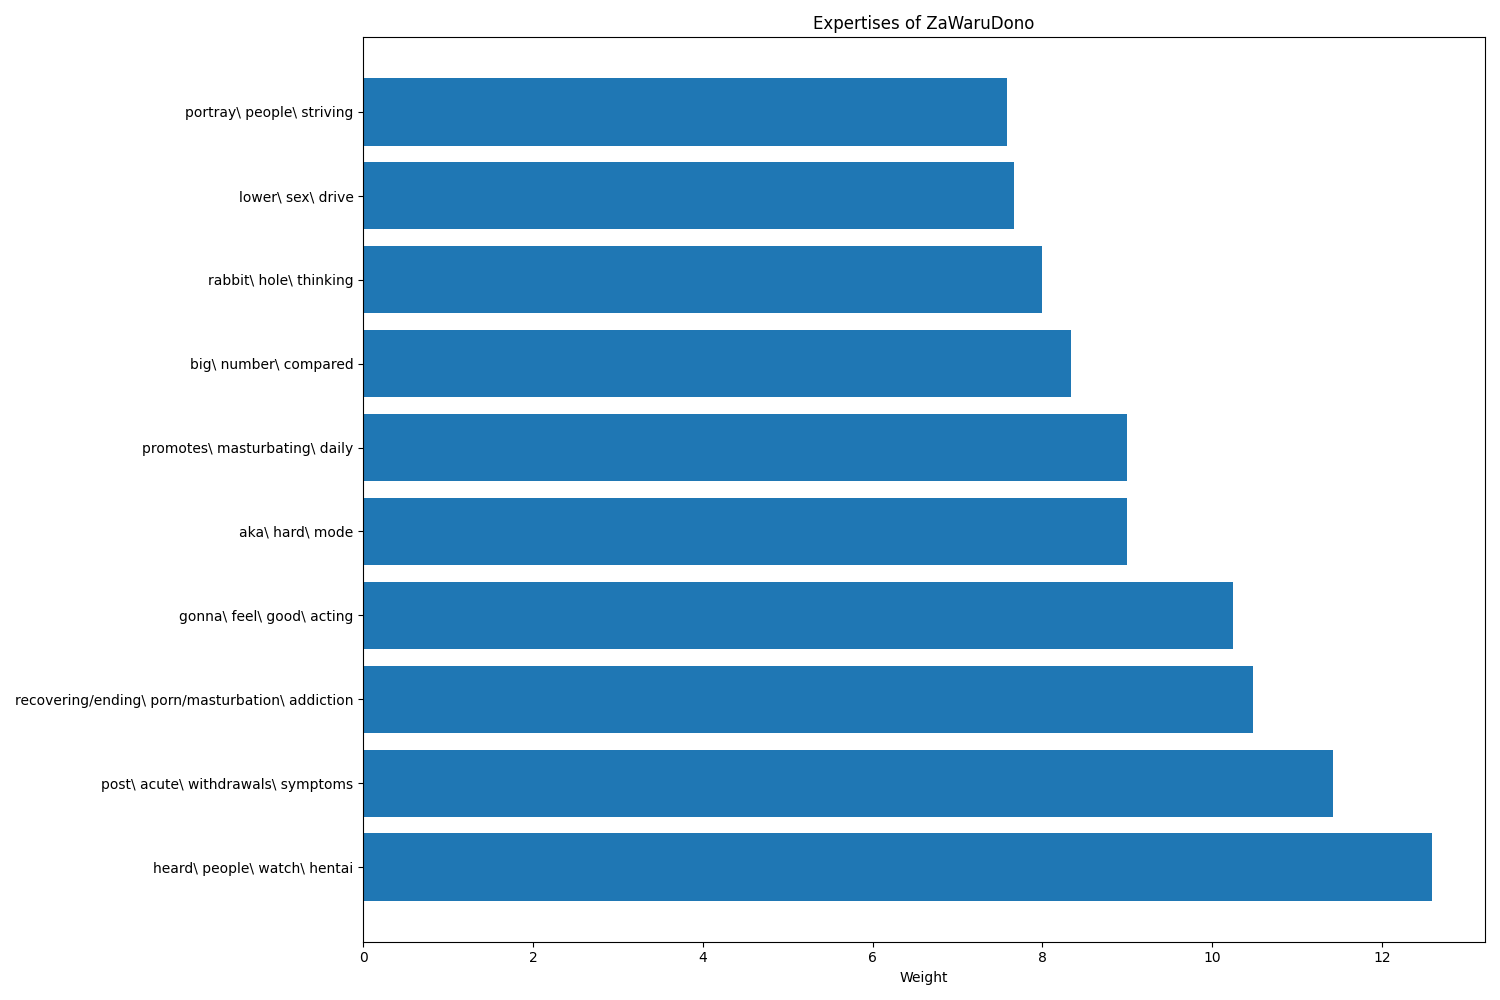 Expertises of ZaWaruDono
portray\ people\ striving
lower\ sex\ drive
rabbit\ hole\ thinking
big\ number\ compared
promotes\ masturbating\ daily
aka\ hard\ mode
gonna\ feel\ good\ acting
recovering/ending\ porn/masturbation\ addiction
post\ acute\ withdrawals\ symptoms
heard\ people\ watch\ hentai
0 2 4 6 8 10 12
Weight